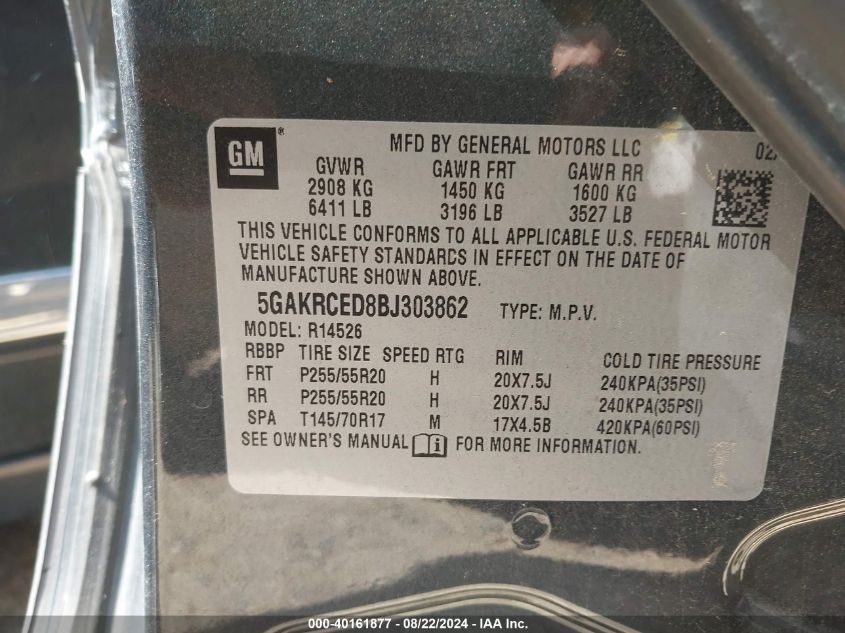 GM ® MFD BY GENERAL MOTORS LLC 02/
GVWR GAWR FRT GAWR RR
2908 KG 1450 KG 1600 KG
6411 LB 3196 LB 3527 LB
THIS VEHICLE CONFORMS TO ALL APPLICABLE U.S. FEDERAL MOTOR
VEHICLE SAFETY STANDARDS IN EFFECT ON THE DATE OF
MANUFACTURE SHOWN ABOVE.
5GAKRCED8BJ303862 TYPE: M.P.V.
MODEL: R14526
RBBP TIRE SIZE SPEED RTG RIM COLD TIRE PRESSURE
FRT P255/55R20 H 20X7.5J 240KPA(35PSI)
RR P255/55R20 H 20X7.5J 240KPA(35PSI)
SPA T145/70R17 M 17X4.5B 420KPA(60PSI)
SEE OWNER'S MANUAL FOR MORE INFORMATION.
000-40161877 - 08/22/2024 - IAA Inc.